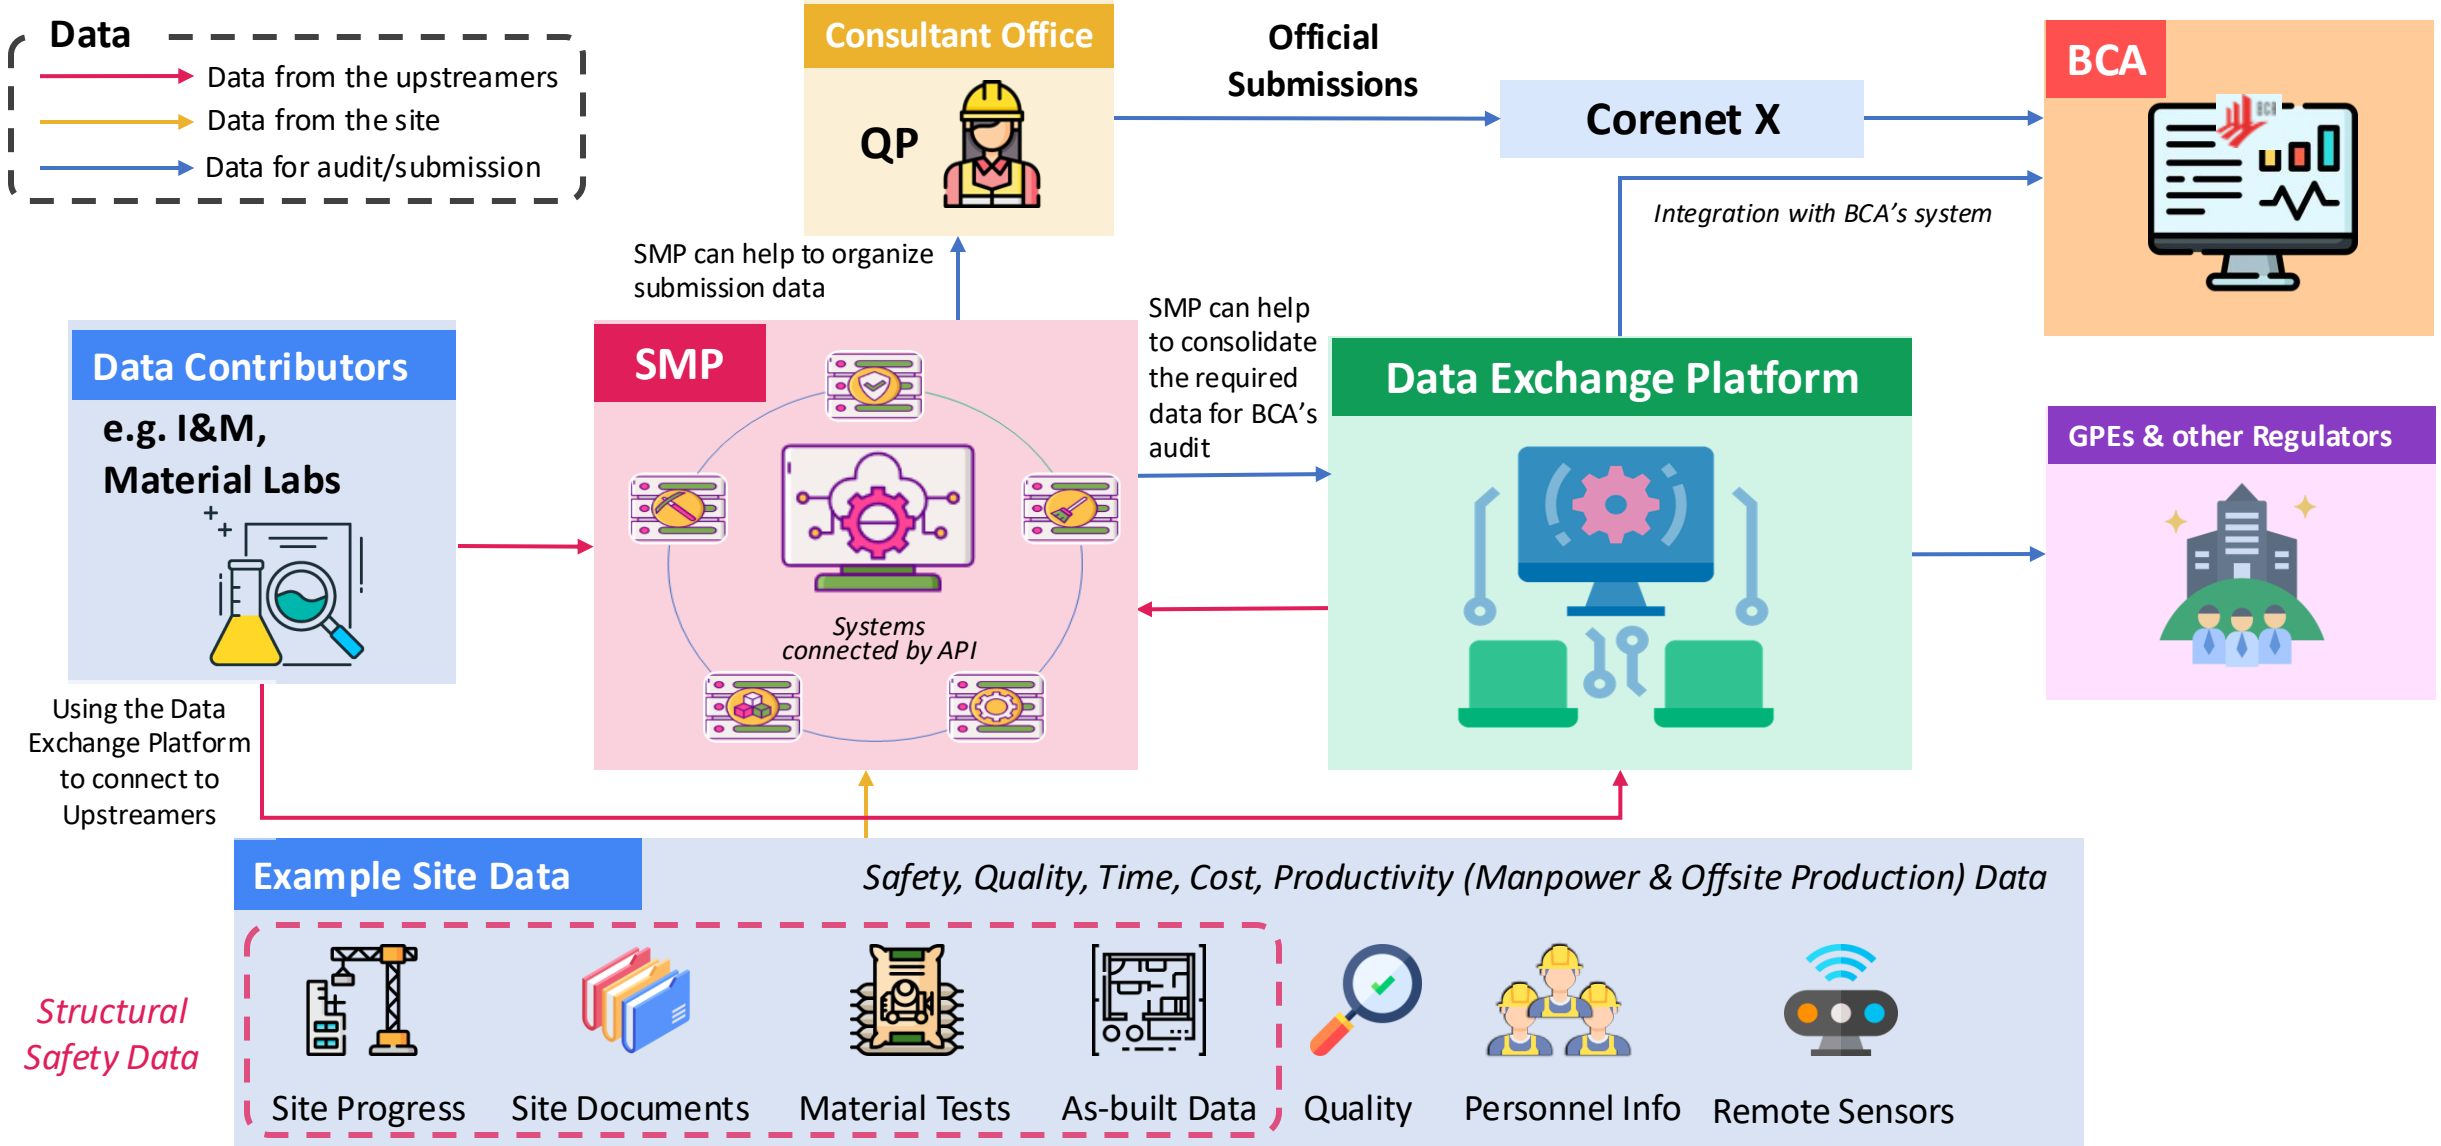 Data
Data from the upstreamers
Data from the site
Data for audit/submission
Consultant Office
QP
Official
Submissions
Corenet X
BCA
BCA
Integration with BCA's system
SMP can help to organize
submission data
SMP can help
to consolidate
the required
data for BCA's
audit
Data Contributors
e.g. I&M,
Material Labs
SMP
Systems
connected by API
Data Exchange Platform
GPEs & other Regulators
Using the Data
Exchange Platform
to connect to
Upstreamers
Example Site Data
Safety, Quality, Time, Cost, Productivity (Manpower & Offsite Production) Data
Structural
Safety Data
Site Progress
Site Documents
Material Tests
As-built Data
Quality
Personnel Info
Remote Sensors